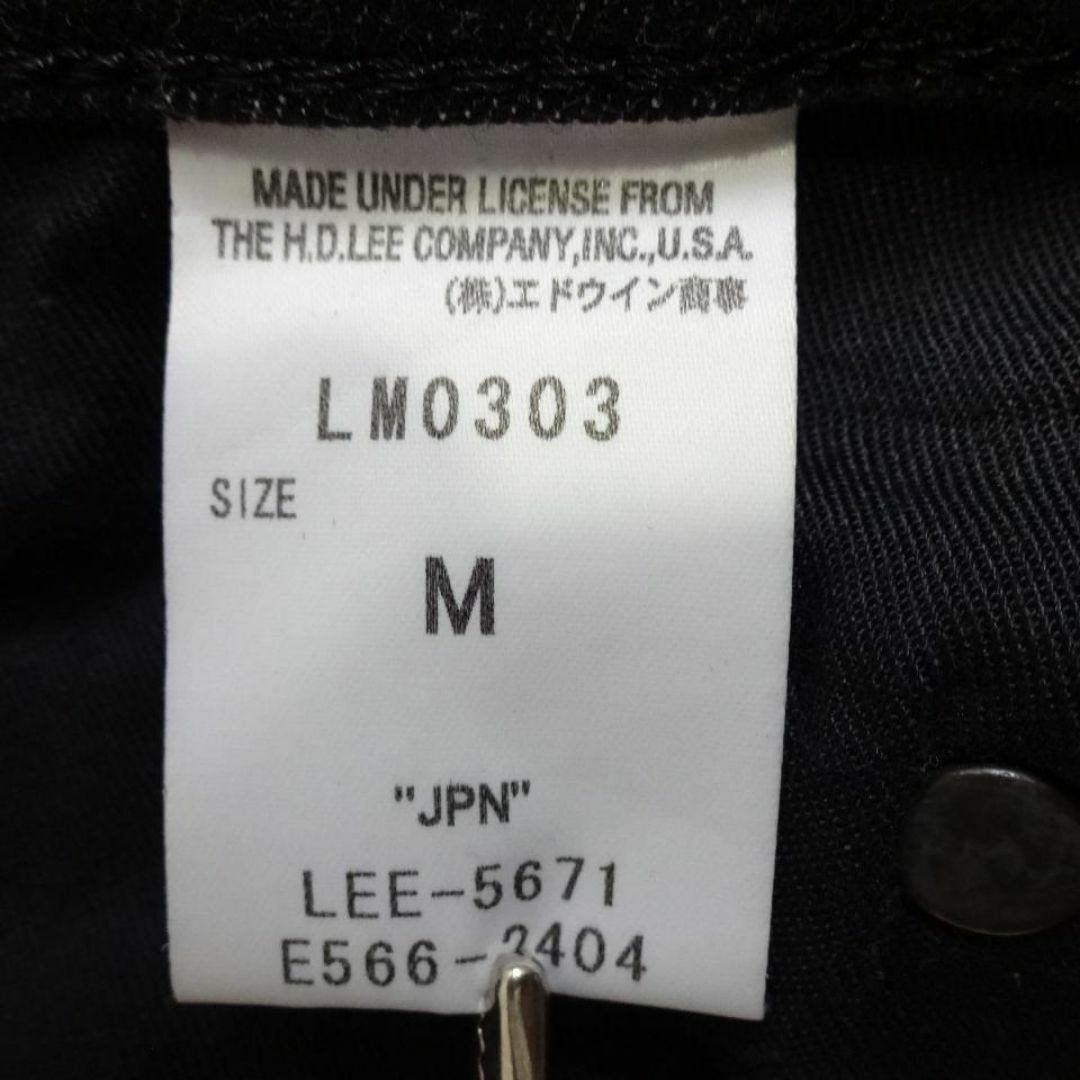 MADE UNDER LICENSE FROM
THE H.D.LEE COMPANY,INC.,U.S.A.
(株)エドウイン商事
LM0303
SIZE
M
"JPN"
LEE-5671